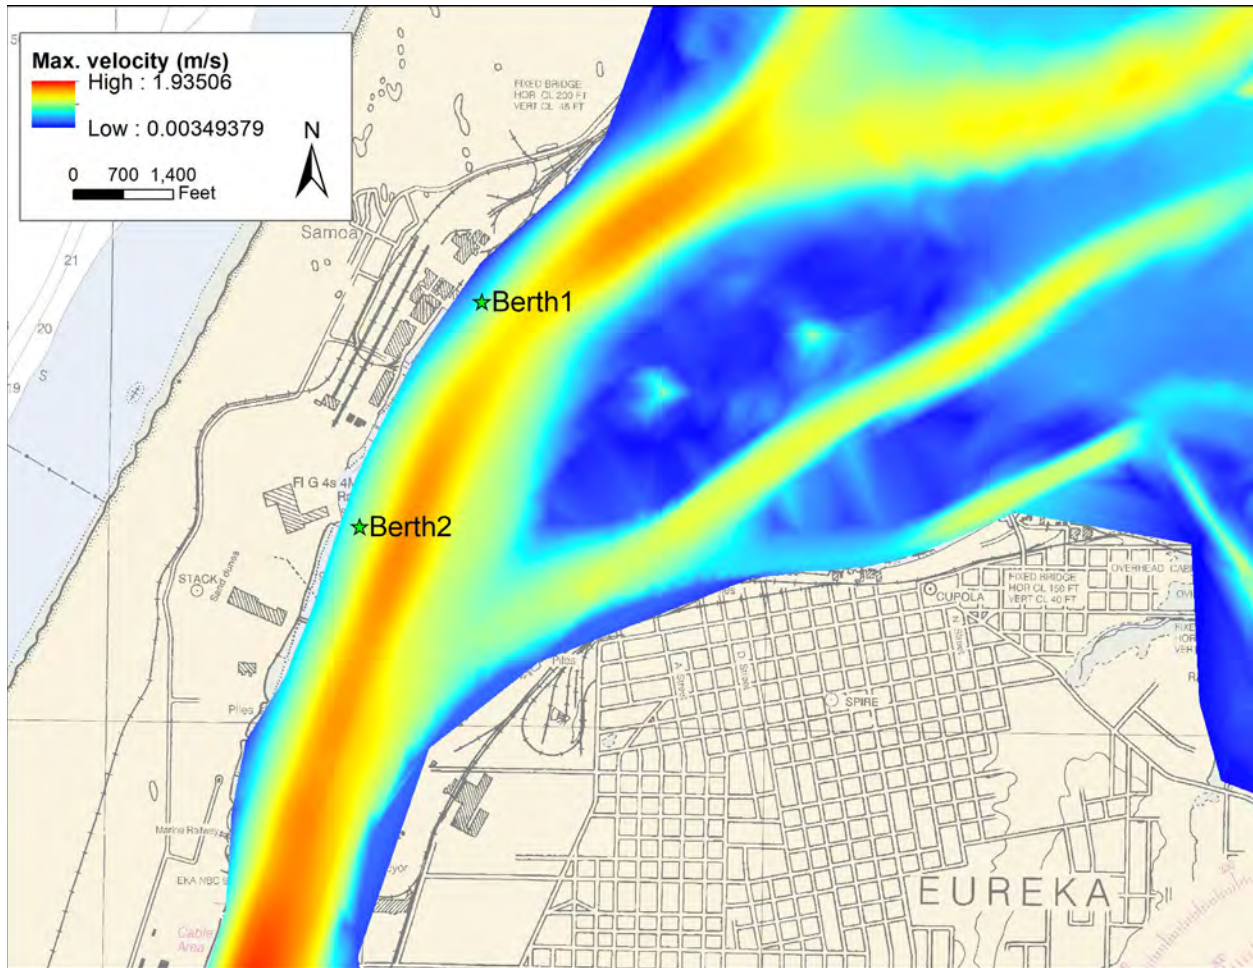 Max. velocity (m/s)
High : 1.93506
Low : 0.00349379
N
0 700 1,400
Feet
S
FIXED BRIDGE
HOR CL 200 FT
VERT CL 45 FT
Samoa
21
20
19
S
Berth1
Fl G 4s 4M
Berth2
STACK
Sand dunes
CUPOLA
FIXED BRIDGE
HOR CL 150 FT
VERT CL 40 FT
OVERHEAD CAB
N Street
D Street
A Street
Piles
SPIRE
Piles
Marine Railway
EKA NBC
Cable
Area
EUREKA